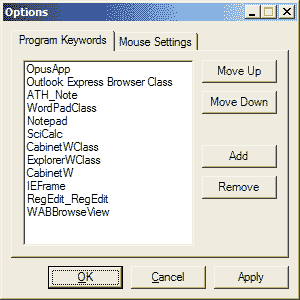 Options
Program Keywords
Mouse Settings
OpusApp
Outlook Express Browser Class
ATH_Note
WordPadClass
Notepad
SciCalc
CabinetWClass
ExplorerWClass
CabinetW
IEFrame
RegEdit_RegEdit
WABBrowseView
Move Up
Move Down
Add
Remove
OK
Cancel
Apply